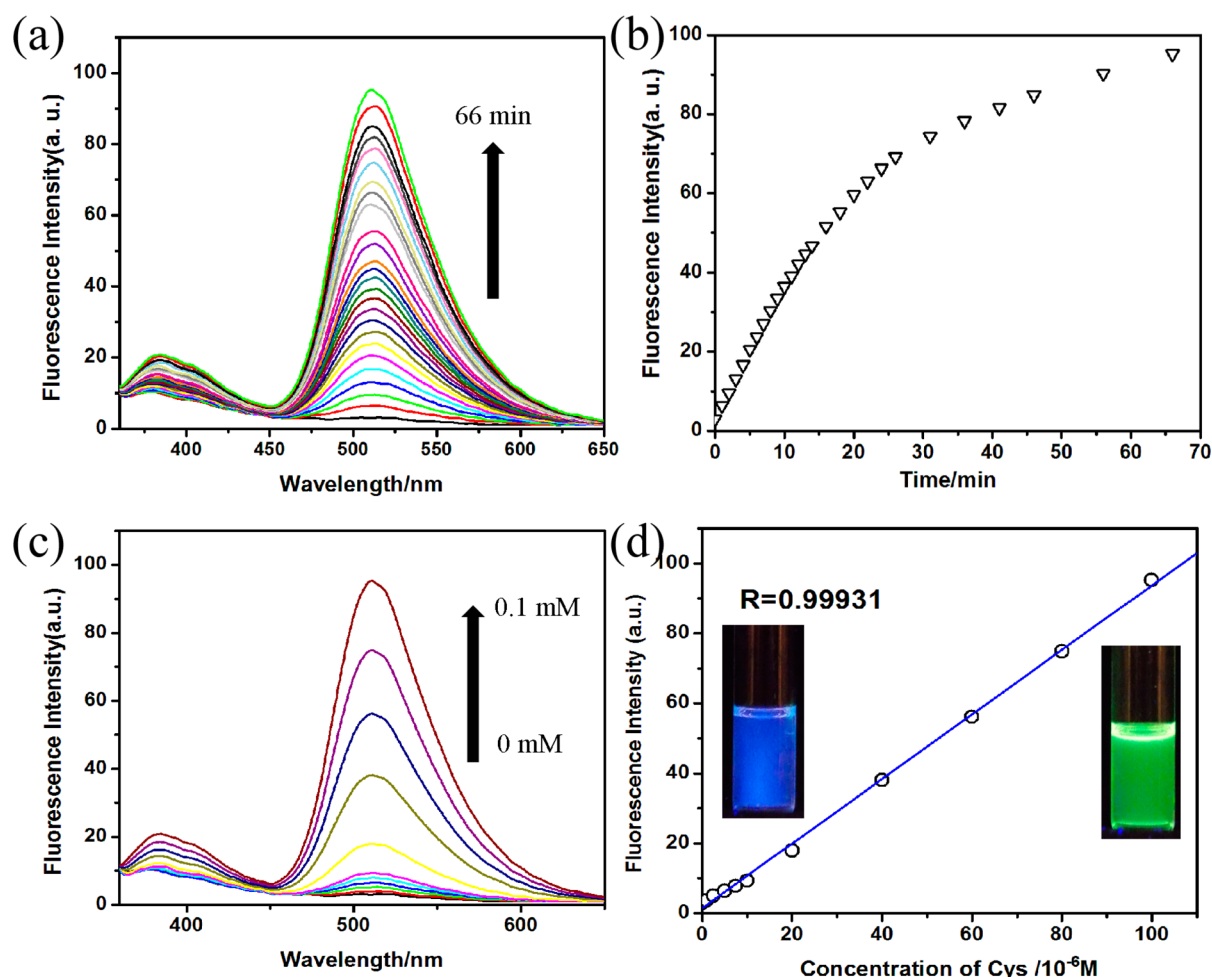 (a)
Fluorescence Intensity(a. u.)
100
80
60
40
20
0
66 min
400
450
500
550
600
650
Wavelength/nm
(b)
Fluorescence Intensity(a. u.)
100
80
60
40
20
0
0
10
20
30
40
50
60
70
Time/min
(c)
Fluorescence Intensity(a.u.)
100
80
60
40
20
0
0.1 mM
0 mM
400
500
600
Wavelength/nm
(d)
Fluorescence Intensity (a.u.)
100
80
60
40
20
0
R=0.99931
0
20
40
60
80
100
Concentration of Cys /10⁻⁶M